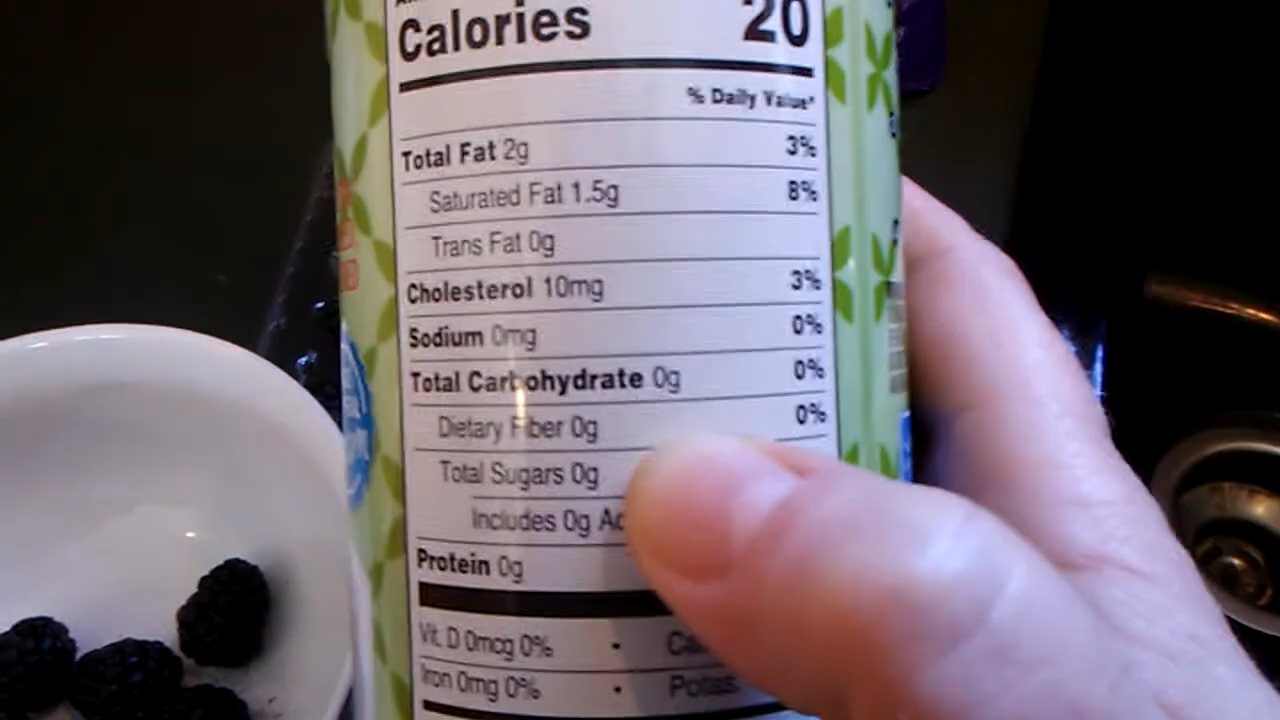 Calories 20
% Daily Value*
Total Fat 2g 3%
Saturated Fat 1.5g 8%
Trans Fat 0g
Cholesterol 10mg 3%
Sodium 0mg 0%
Total Carbohydrate 0g 0%
Dietary Fiber 0g 0%
Total Sugars 0g
Includes 0g
Protein 0g
Vit. D 0mcg 0% •
Iron 0mg 0% • Potas.